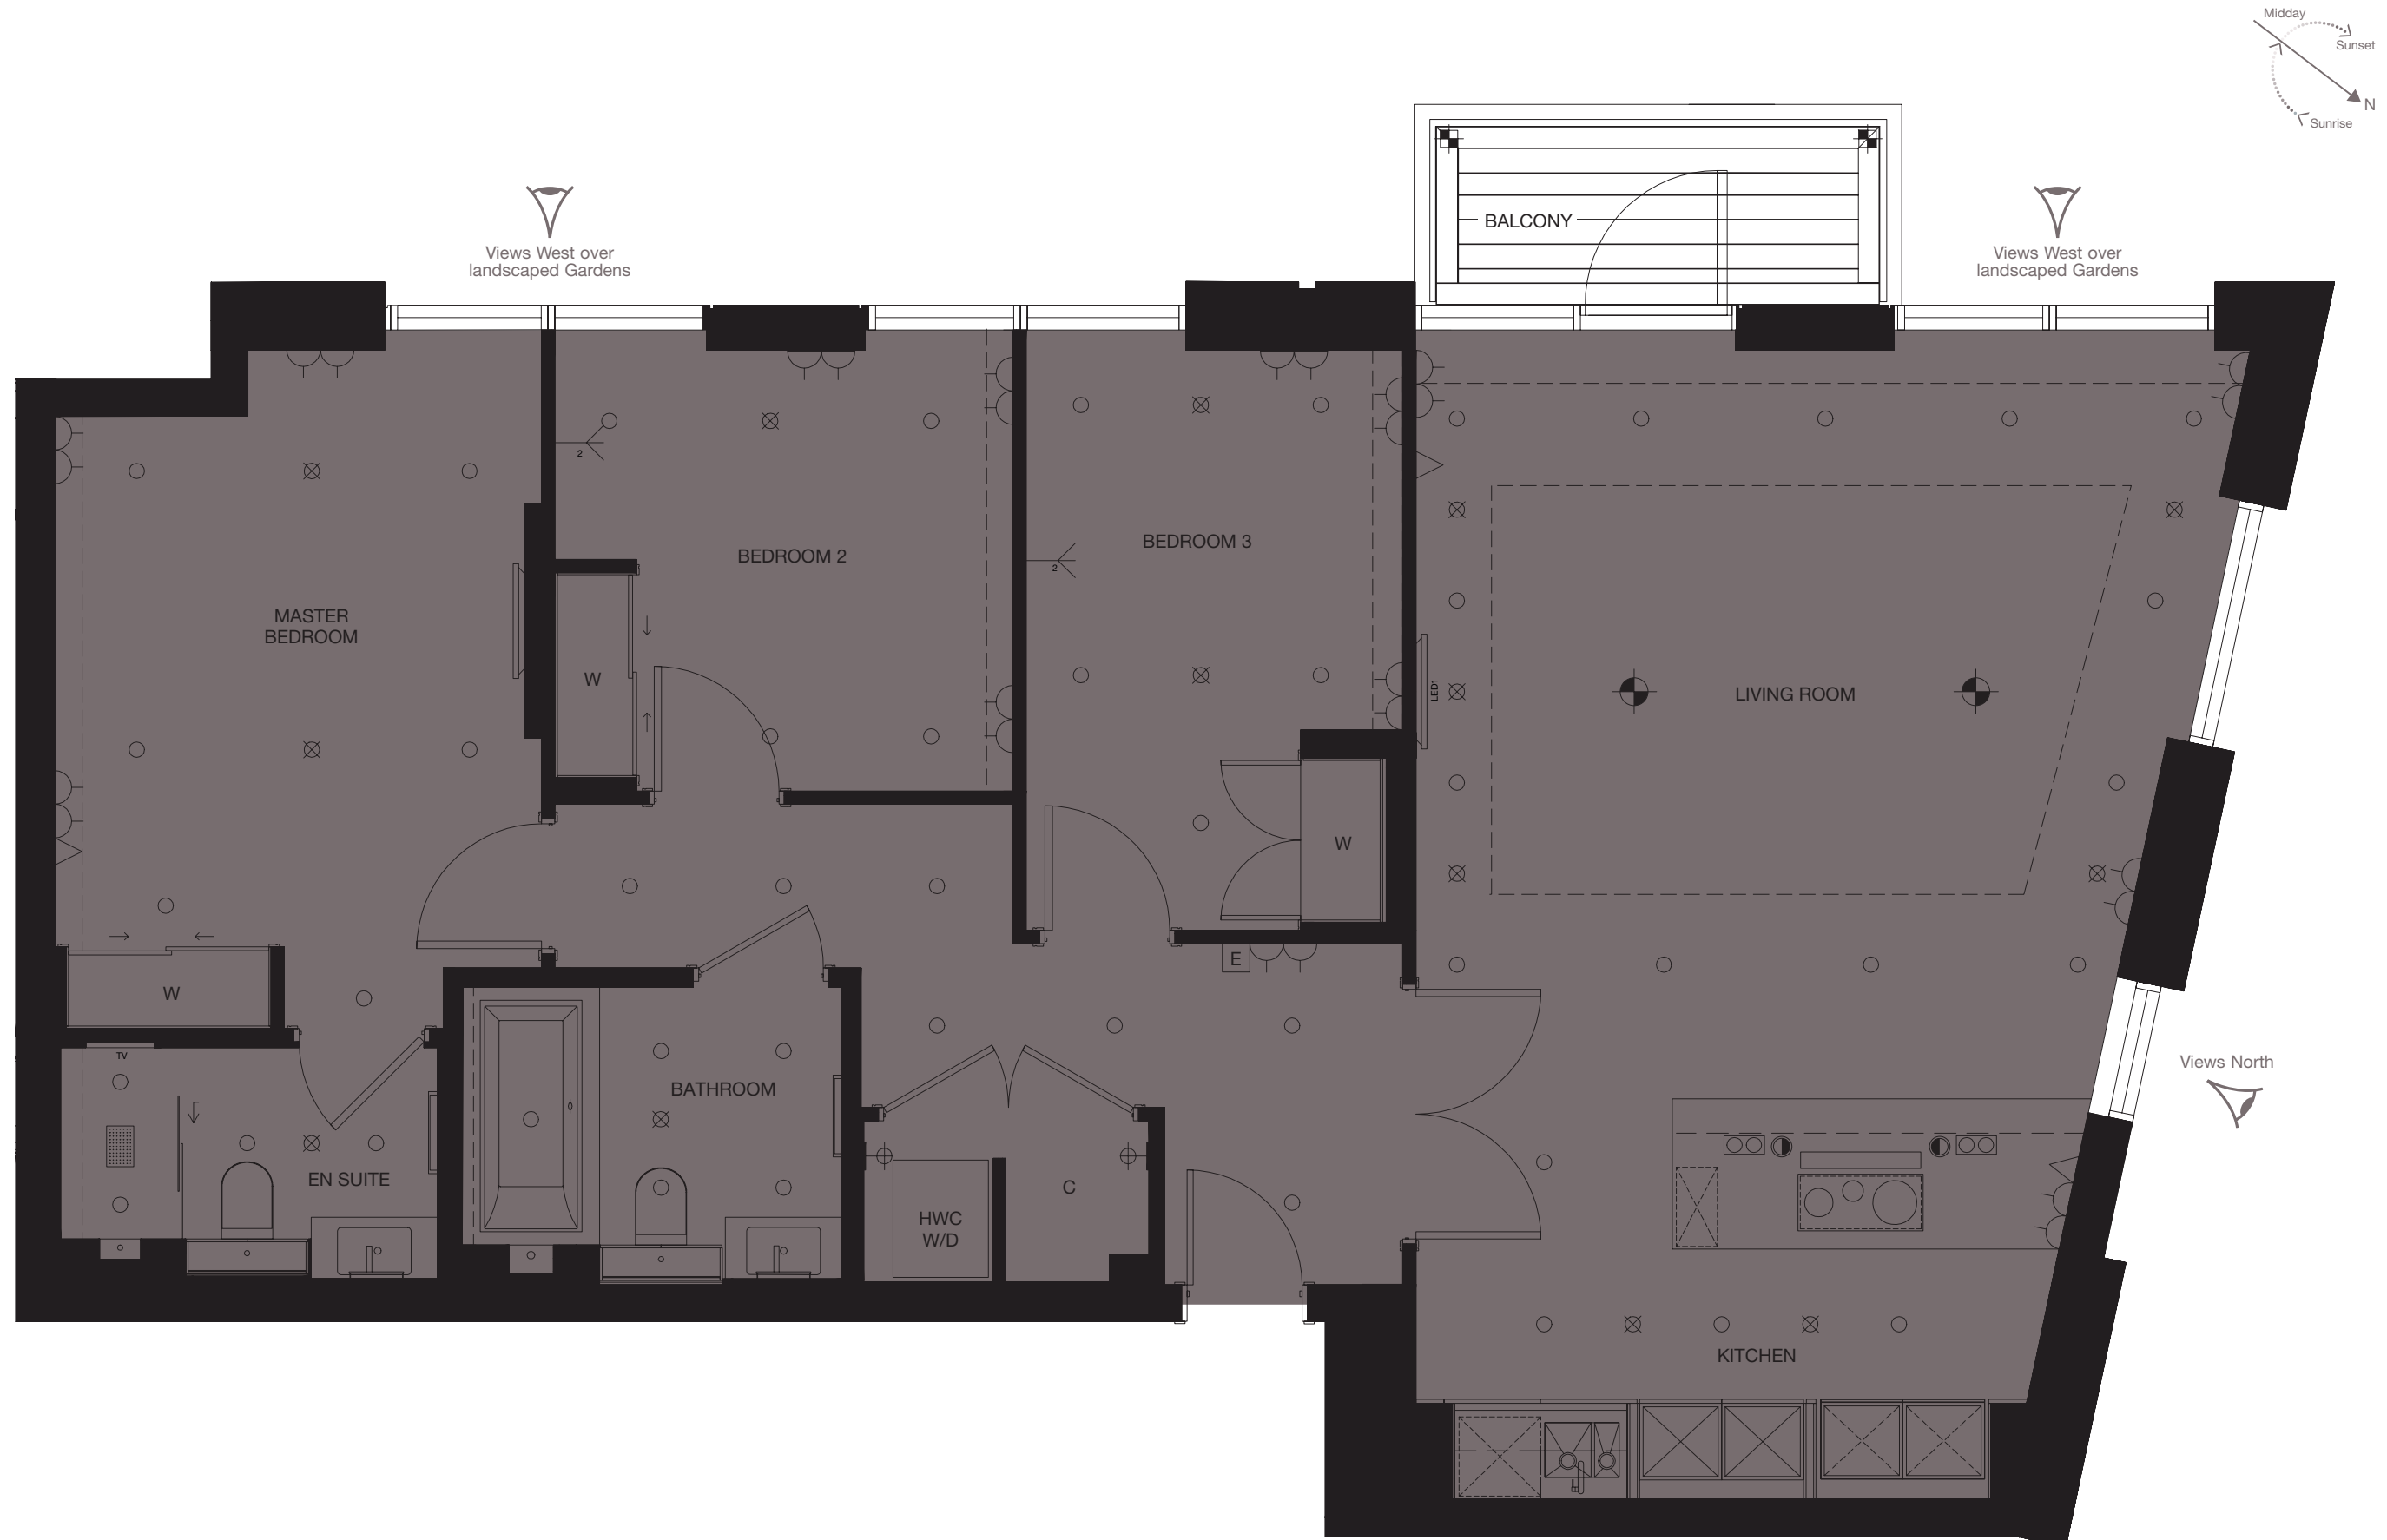 Midday
Sunset
N
Sunrise
BALCONY
Views West over
landscaped Gardens
Views West over
landscaped Gardens
2
BEDROOM 3
BEDROOM 2
2
MASTER
BEDROOM
W
LED1
LIVING ROOM
W
E
W
TV
Views North
BATHROOM
EN SUITE
C
HWC
W/D
KITCHEN